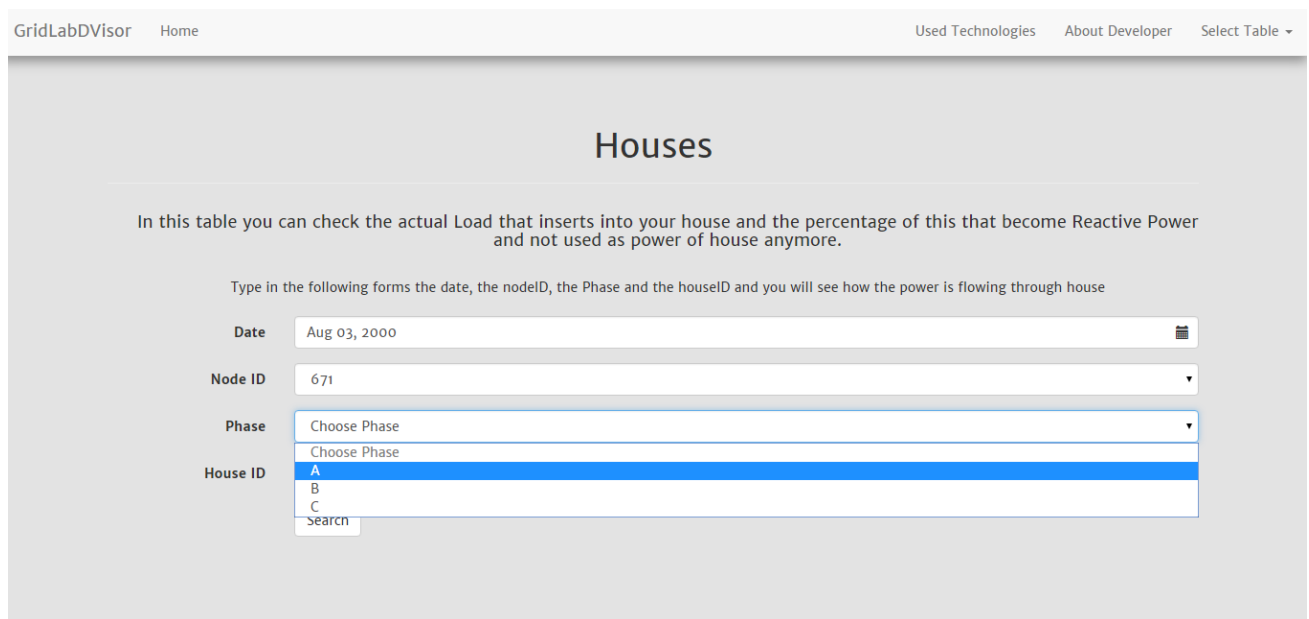 GridLabDVisor Home Used Technologies About Developer Select Table
Houses
In this table you can check the actual Load that inserts into your house and the percentage of this that become Reactive Power
and not used as power of house anymore.
Type in the following forms the date, the nodeID, the Phase and the houseID and you will see how the power is flowing through house
Date Aug 03, 2000
Node ID 671
Phase Choose Phase
Choose Phase
House ID A
B
C
Search